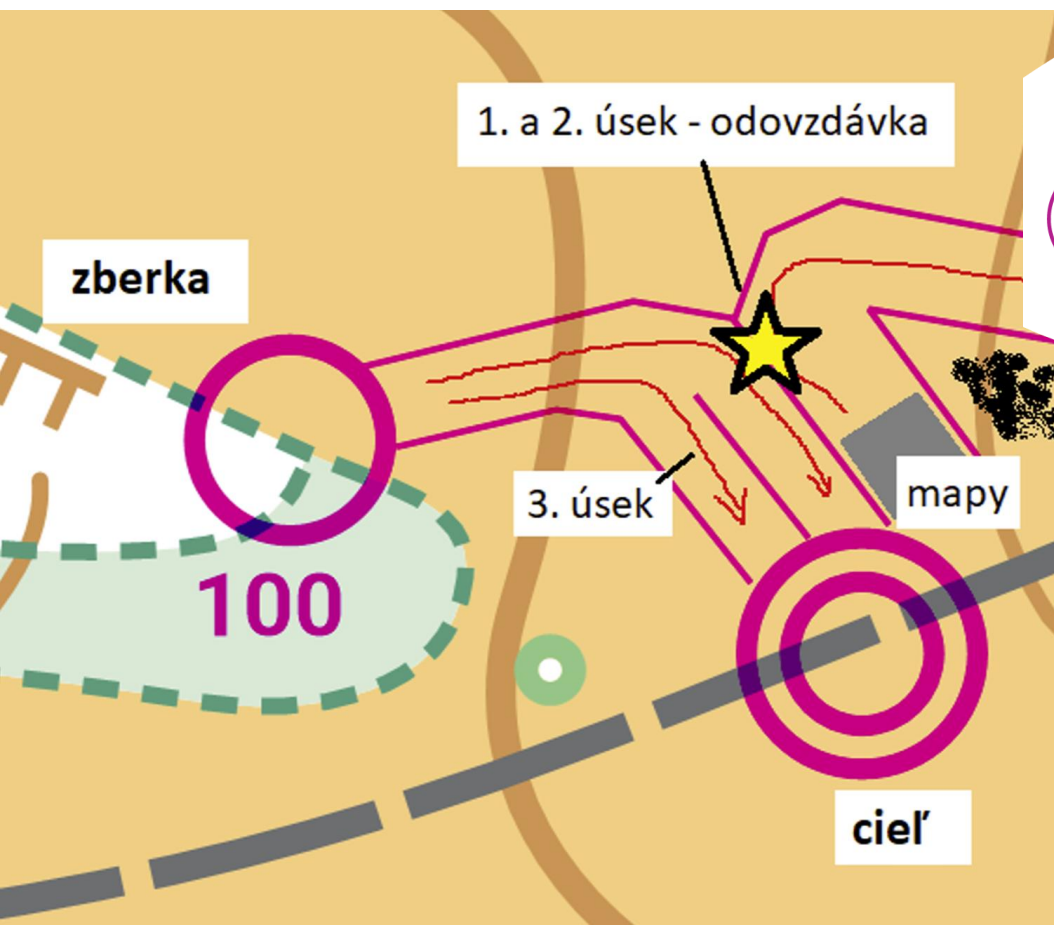 1. a 2. úsek - odovzdávka
zberka
3. úsek
mapy
100
cieľ